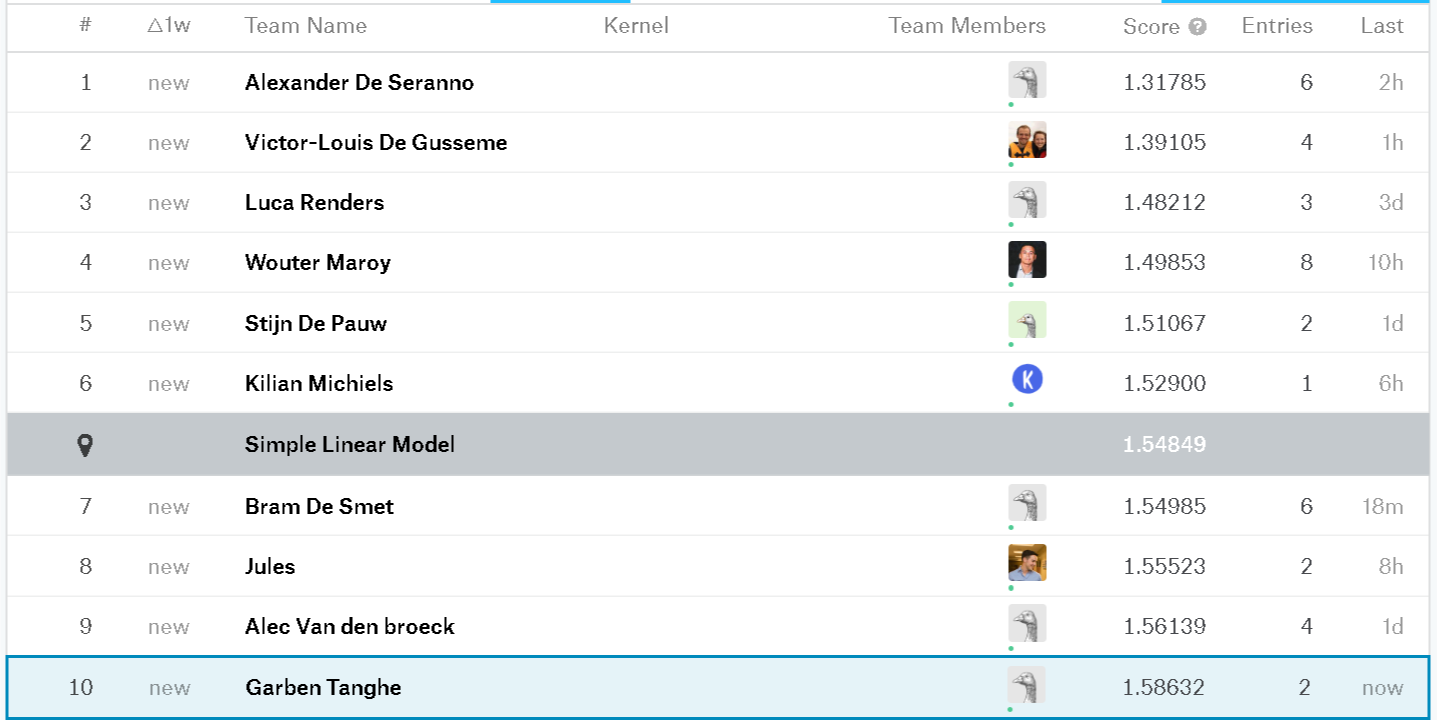 # △1w Team Name Kernel Team Members Score ? Entries Last
1 new Alexander De Seranno 1.31785 6 2h
2 new Victor-Louis De Gusseme 1.39105 4 1h
3 new Luca Renders 1.48212 3 3d
4 new Wouter Maroy 1.49853 8 10h
5 new Stijn De Pauw 1.51067 2 1d
6 new Kilian Michiels K 1.52900 1 6h
Simple Linear Model 1.54849
7 new Bram De Smet 1.54985 6 18m
8 new Jules 1.55523 2 8h
9 new Alec Van den broeck 1.56139 4 1d
10 new Garben Tanghe 1.58632 2 now